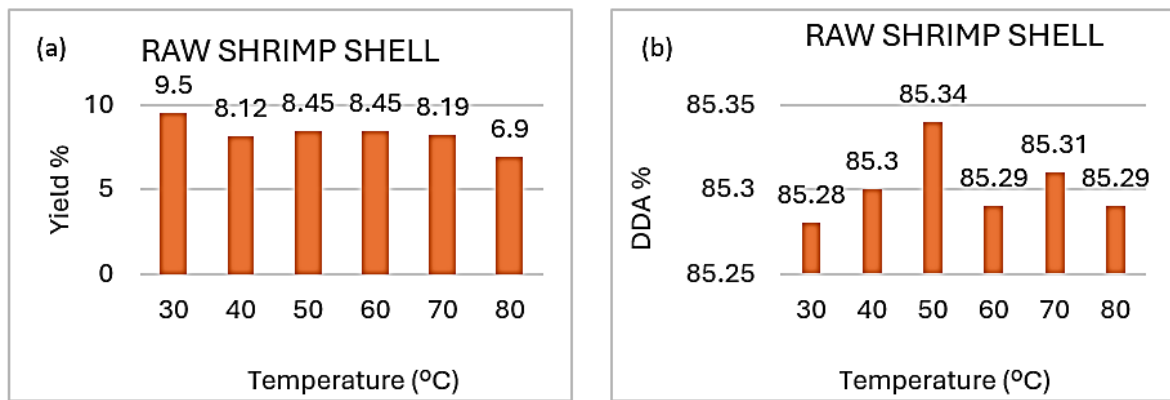 (a)
RAW SHRIMP SHELL
9.5
8.12
8.45
8.45
8.19
6.9
10
5
0
Yield %
30 40 50 60 70 80
Temperature (⁰C)
(b)
RAW SHRIMP SHELL
85.28
85.3
85.34
85.29
85.31
85.29
85.35
85.3
85.25
DDA %
30 40 50 60 70 80
Temperature (⁰C)